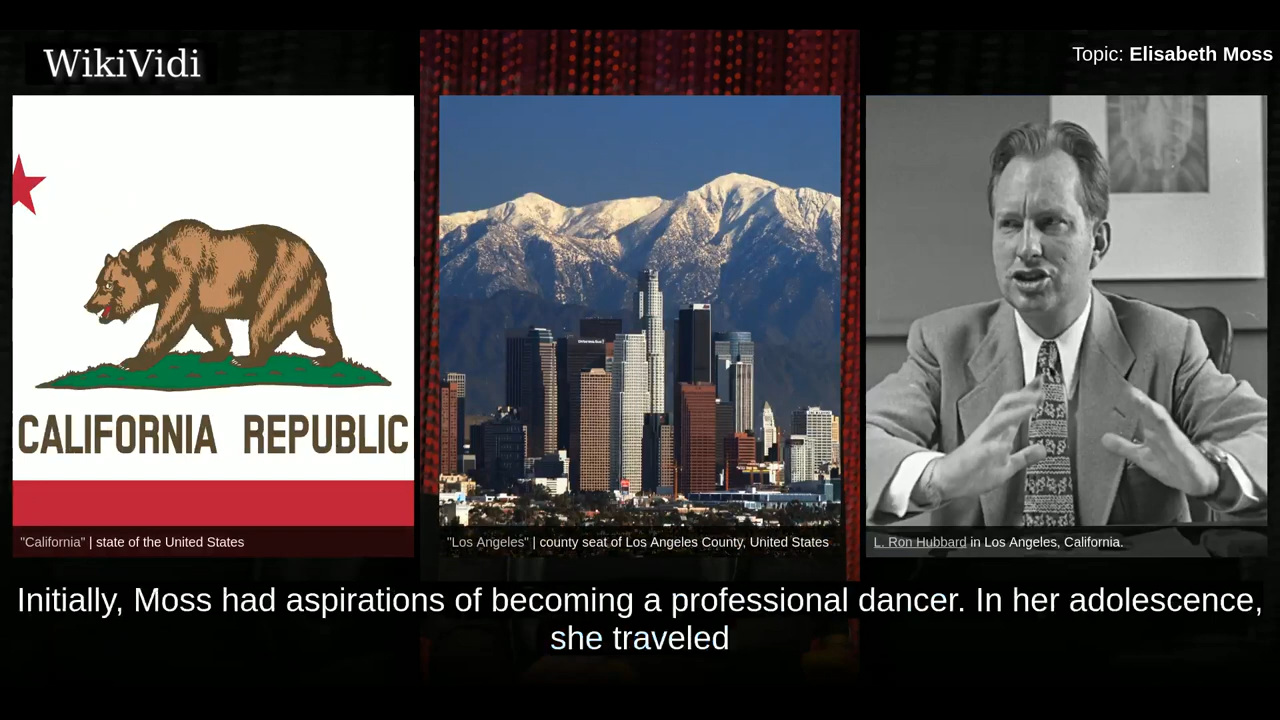 WikiVidi
Topic: Elisabeth Moss
CALIFORNIA REPUBLIC
"California" | state of the United States
"Los Angeles" | county seat of Los Angeles County, United States
L. Ron Hubbard in Los Angeles, California.
Initially, Moss had aspirations of becoming a professional dancer. In her adolescence,
she traveled